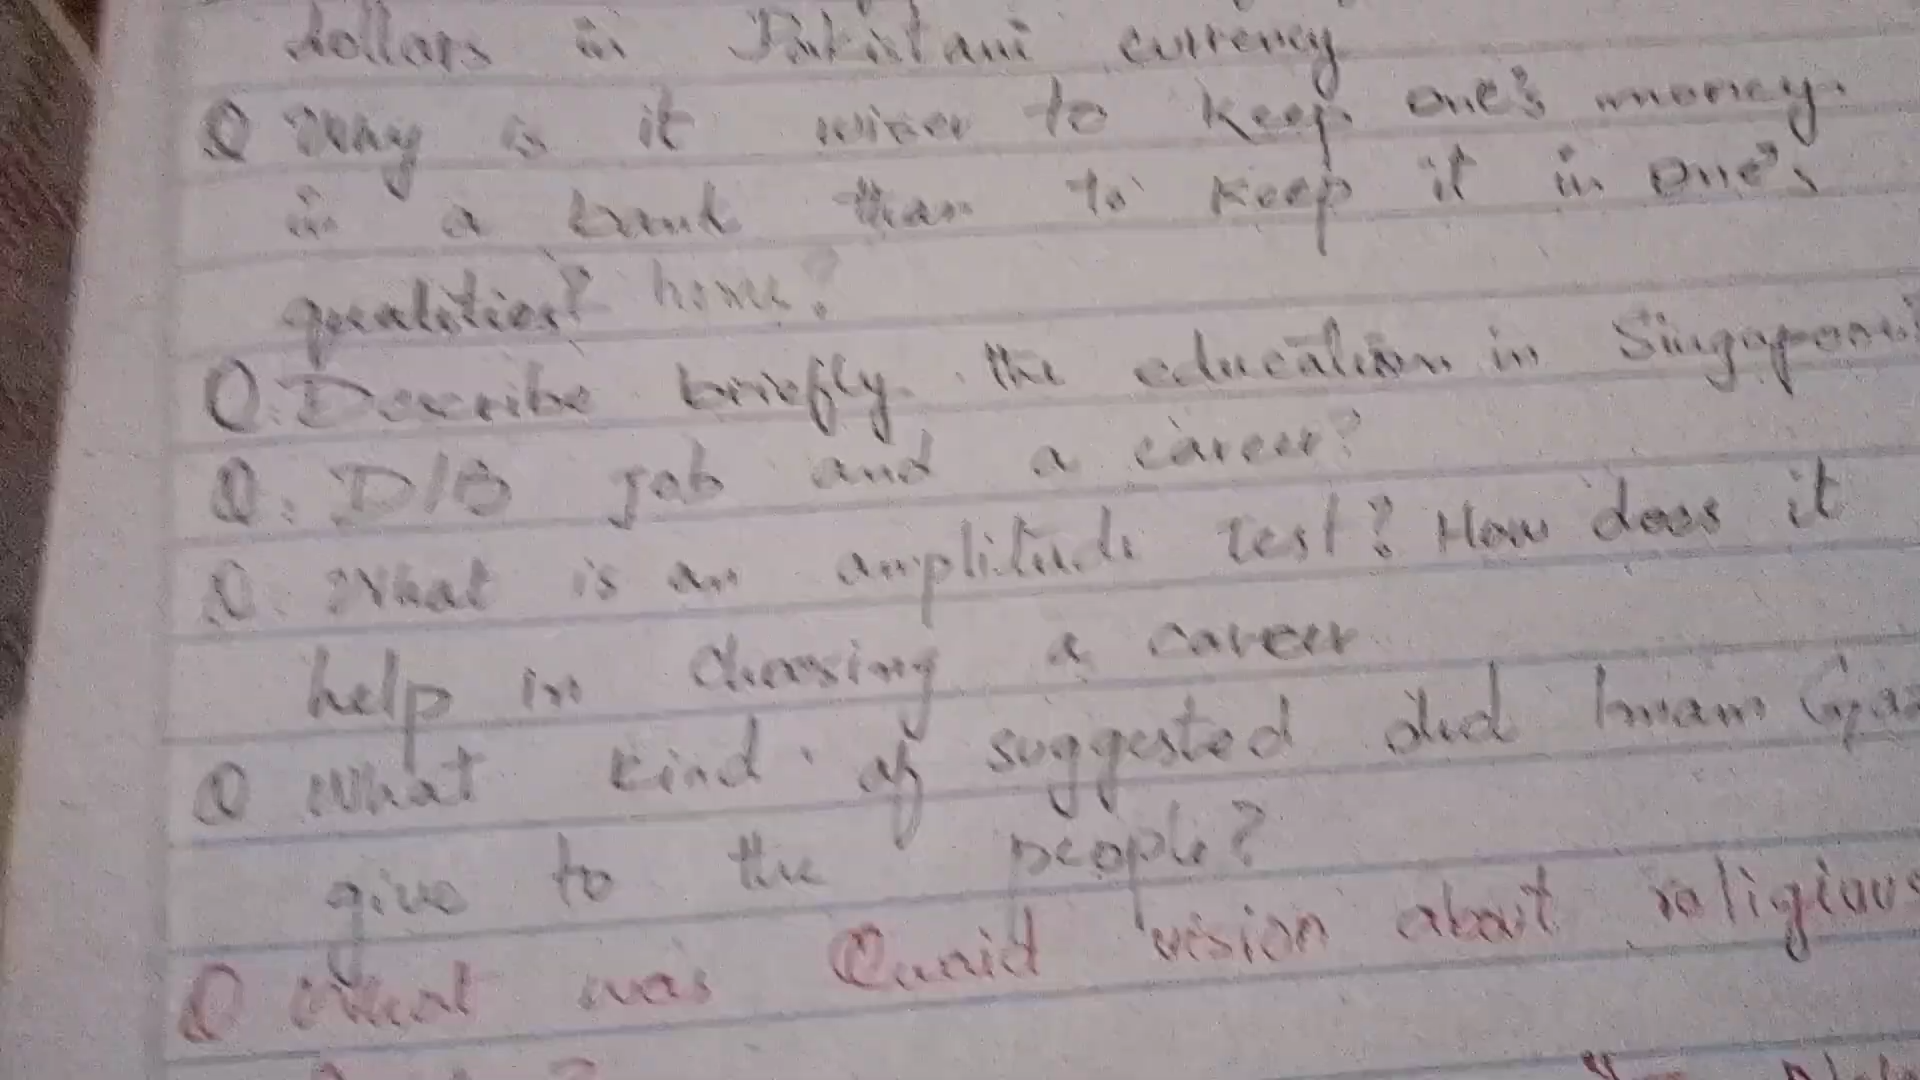 dollars in Pakistani currency
Q Why is it wiser to keep one's money.
in a bank than to keep it in one's
qualities? home?
Q. Describe briefly the education in Singapore?
Q. D/B job and a career?
Q. What is an amplitude test? How does it
help in choosing a career
Q What kind of suggested did Imam Gaz
give to the people?
Q What was Quaid vision about religious